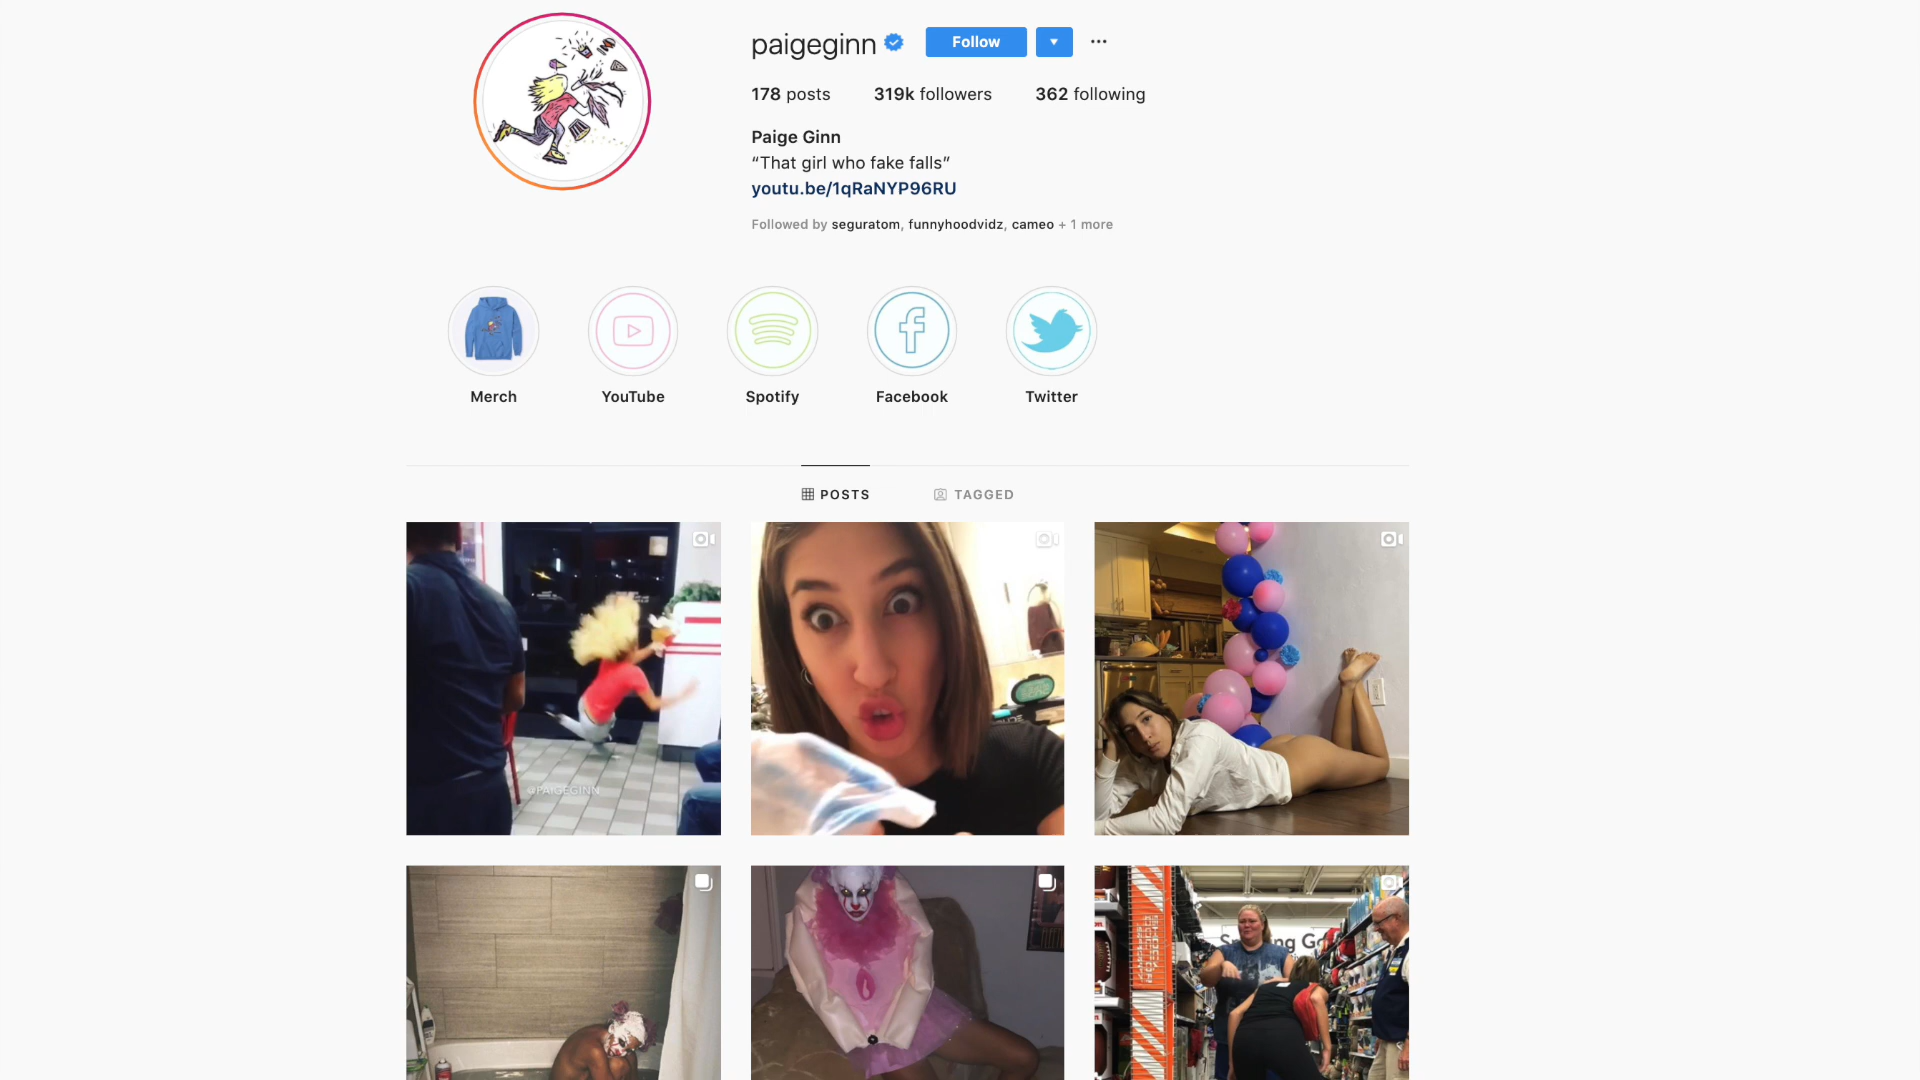 paigeginn Follow
178 posts 319k followers 362 following
Paige Ginn
“That girl who fake falls”
youtu.be/1qRaNYP96RU
Followed by seguratom, funnyhoodvidz, cameo + 1 more
Merch YouTube Spotify Facebook Twitter
POSTS TAGGED
@PAIGEGINN